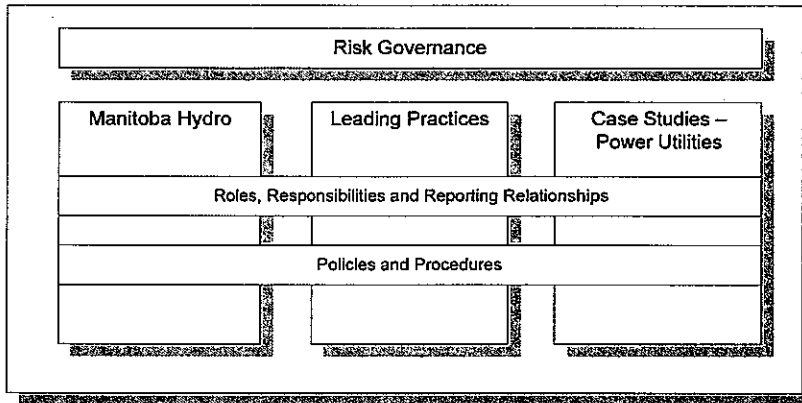 Risk Governance
Manitoba Hydro
Leading Practices
Case Studies –
Power Utilities
Roles, Responsibilities and Reporting Relationships
Policies and Procedures